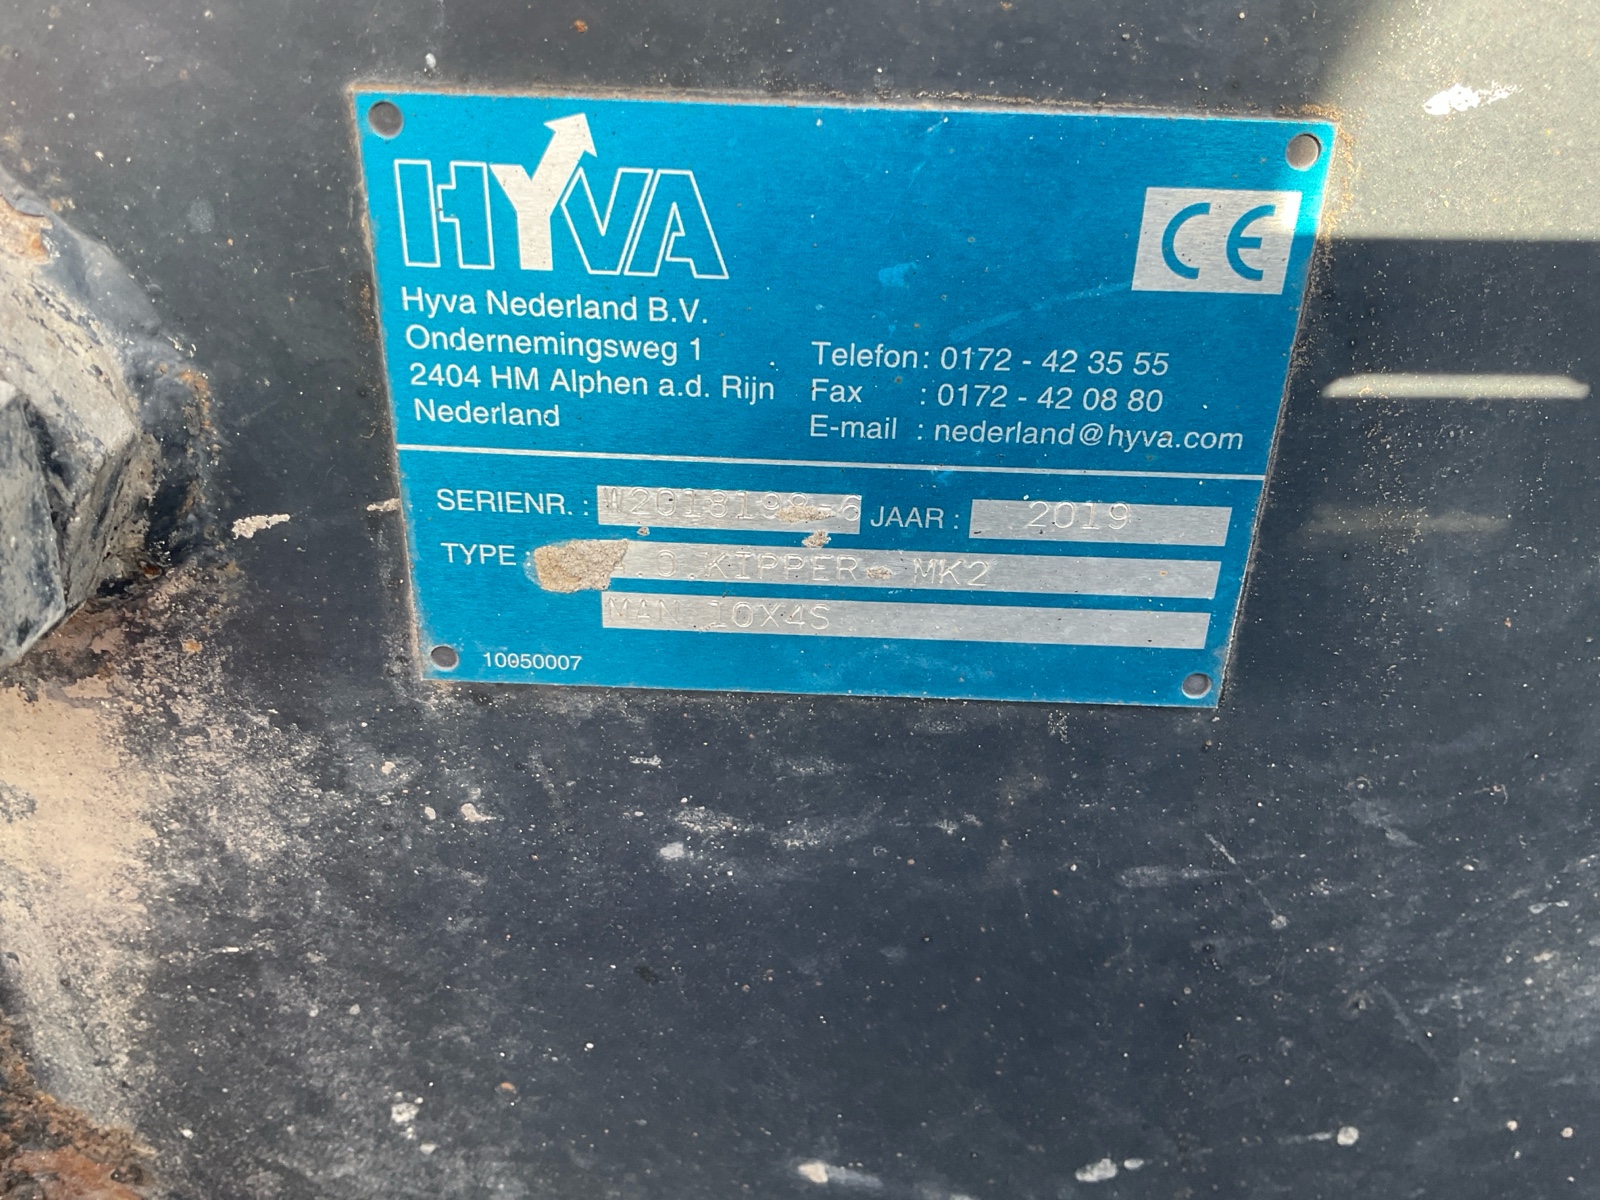 HYVA
CE
Hyva Nederland B.V.
Ondernemingsweg 1
2404 HM Alphen a.d. Rijn
Nederland
Telefon: 0172 - 42 35 55
Fax : 0172 - 42 08 80
E-mail : nederland@hyva.com
SERIENR. : JAAR : 2019
TYPE : KIPPER- MK2
MAN 10X4S
10050007